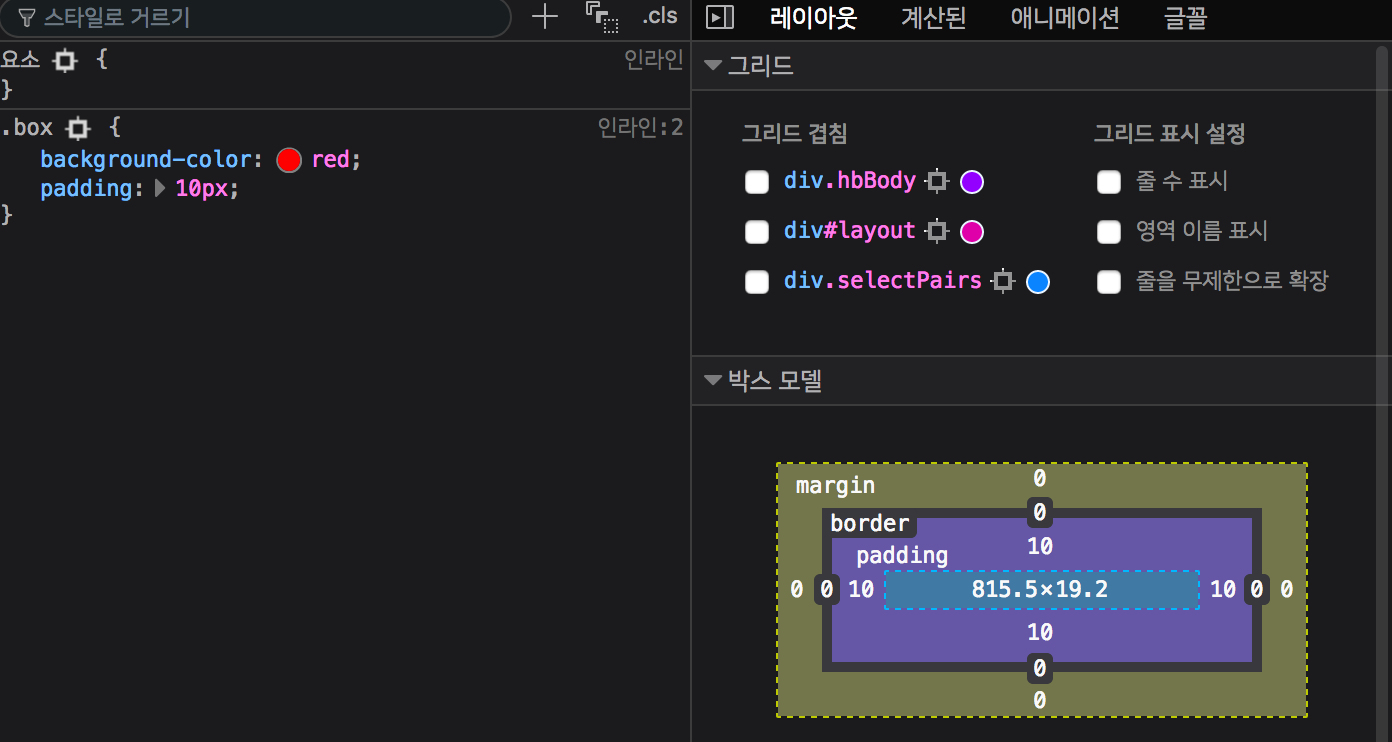 스타일로 거르기
.cls
요소 {
인라인
}
.box {
인라인:2
background-color: red;
padding: 10px;
}
레이아웃 계산된 애니메이션 글꼴
그리드
그리드 겹침
div.hbBody
div#layout
div.selectPairs
그리드 표시 설정
줄 수 표시
영역 이름 표시
줄을 무제한으로 확장
박스 모델
margin 0
border 0
padding 10
0 0 10 815.5×19.2 10 0 0
10
0
0